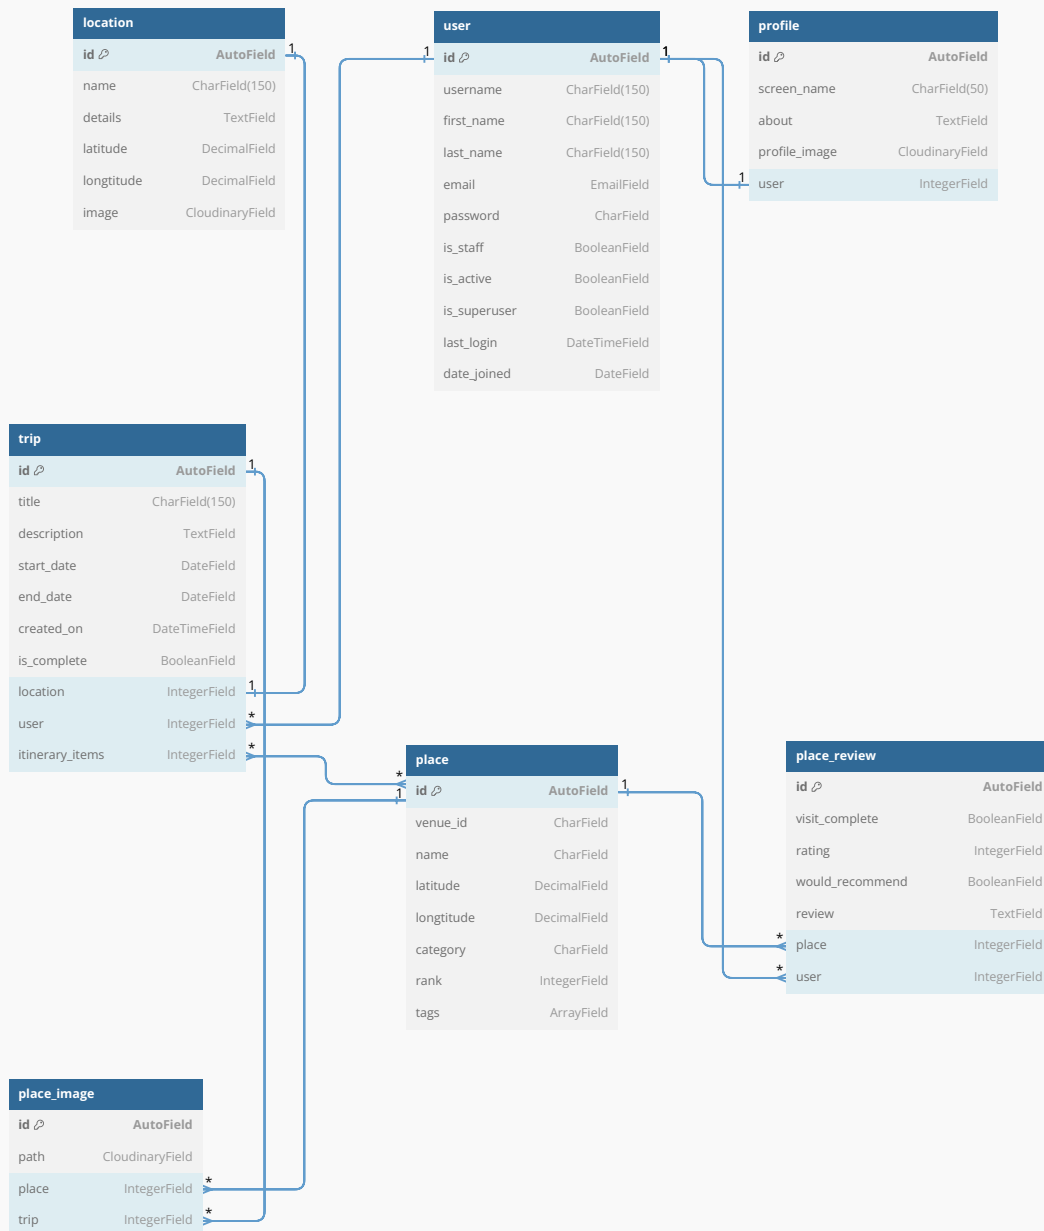 location
id AutoField
name CharField(150)
details TextField
latitude DecimalField
longtitude DecimalField
image CloudinaryField
1
user
1
1
id AutoField
username CharField(150)
first_name CharField(150)
last_name CharField(150)
email EmailField
password CharField
is_staff BooleanField
is_active BooleanField
is_superuser BooleanField
last_login DateTimeField
date_joined DateField
profile
id AutoField
screen_name CharField(50)
about TextField
profile_image CloudinaryField
1
user IntegerField
trip
1
id AutoField
title CharField(150)
description TextField
start_date DateField
end_date DateField
created_on DateTimeField
is_complete BooleanField
location IntegerField 1
user IntegerField *
itinerary_items IntegerField *
place
*
1
1
id AutoField
venue_id CharField
name CharField
latitude DecimalField
longtitude DecimalField
category CharField
rank IntegerField
tags ArrayField
place_review
id AutoField
visit_complete BooleanField
rating IntegerField
would_recommend BooleanField
review TextField
* place IntegerField
* user IntegerField
place_image
id AutoField
path CloudinaryField
place IntegerField *
trip IntegerField *